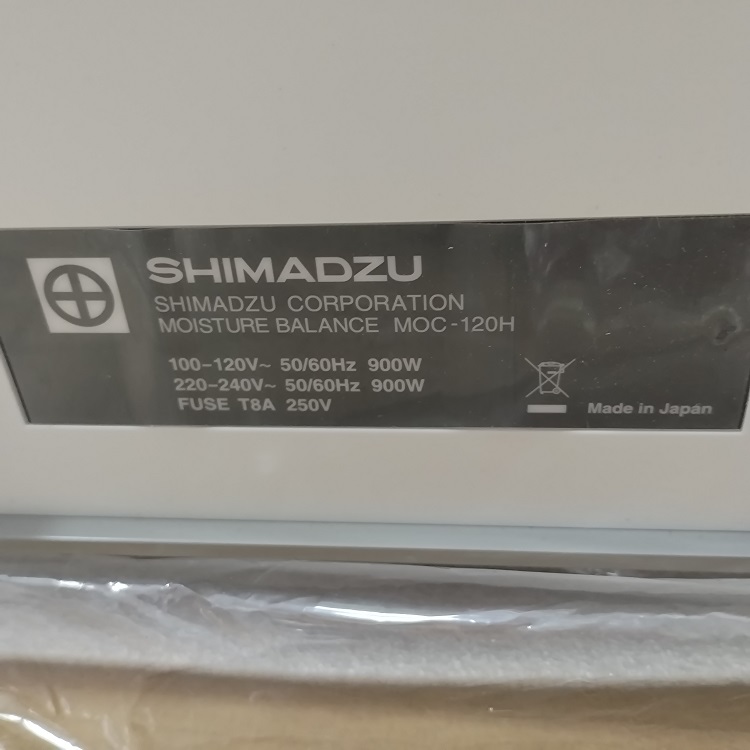 SHIMADZU
SHIMADZU CORPORATION
MOISTURE BALANCE MOC-120H
100-120V~ 50/60Hz 900W
220-240V~ 50/60Hz 900W
FUSE T8A 250V
Made in Japan